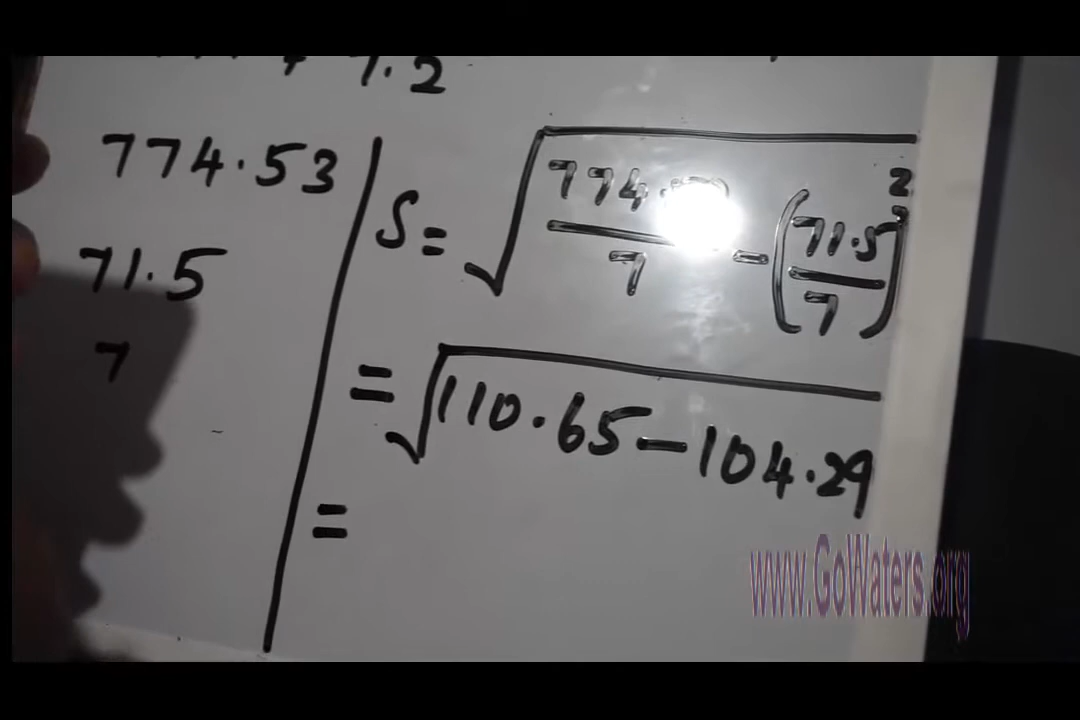 7.2
774.53
71.5
7
S = √(774. /7 - (71.5/7)²)
= √(110.65 - 104.29)
=
www.GoWaters.org